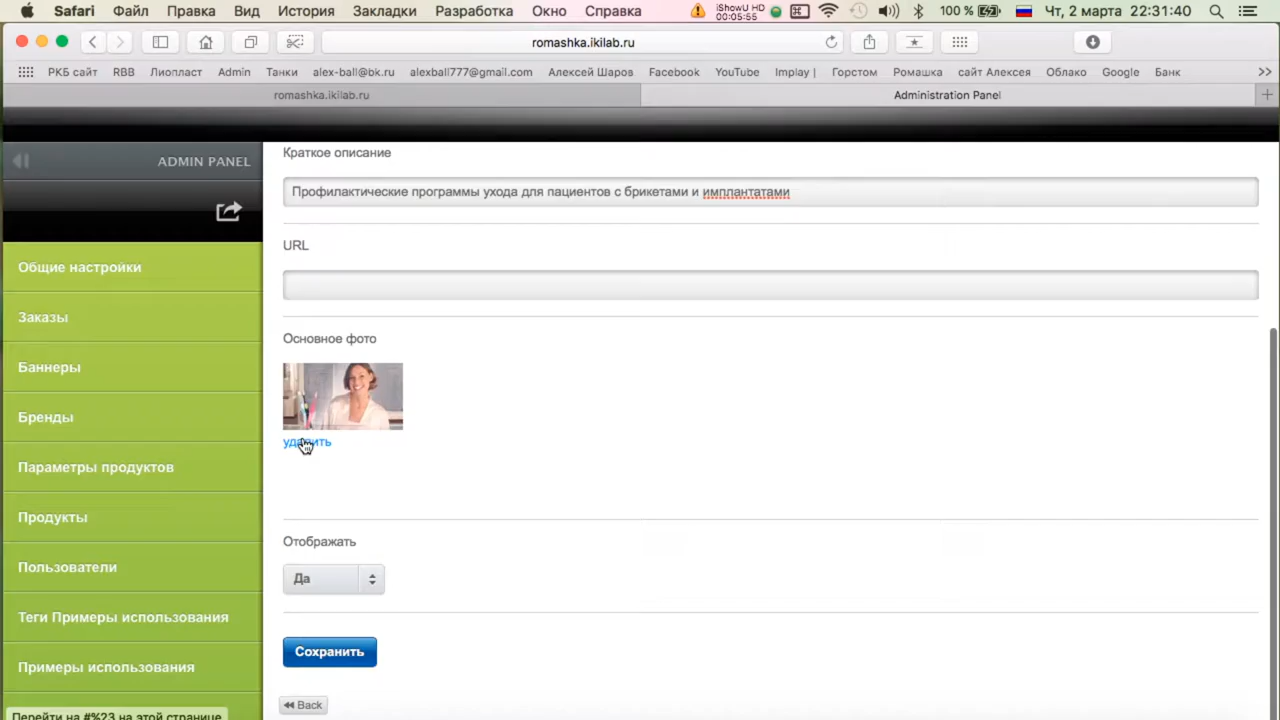 Safari Файл Правка Вид История Закладки Разработка Окно Справка iShowU HD 00:05:55 100 % Чт, 2 марта 22:31:40
romashka.ikilab.ru
РКБ сайт RBB Лиопласт Admin Танки alex-ball@bk.ru alexball777@gmail.com Алексей Шаров Facebook YouTube Implay | Горстом Ромашка сайт Алексея Облако Google Банк >>
romashka.ikilab.ru Administration Panel +
ADMIN PANEL
Общие настройки
Заказы
Баннеры
Бренды
Параметры продуктов
Продукты
Пользователи
Теги Примеры использования
Примеры использования
Перейти на #%23 на этой странице
Краткое описание
Профилактические программы ухода для пациентов с брикетами и имплантатами
URL
Основное фото
удалить
Отображать
Да
Сохранить
Back